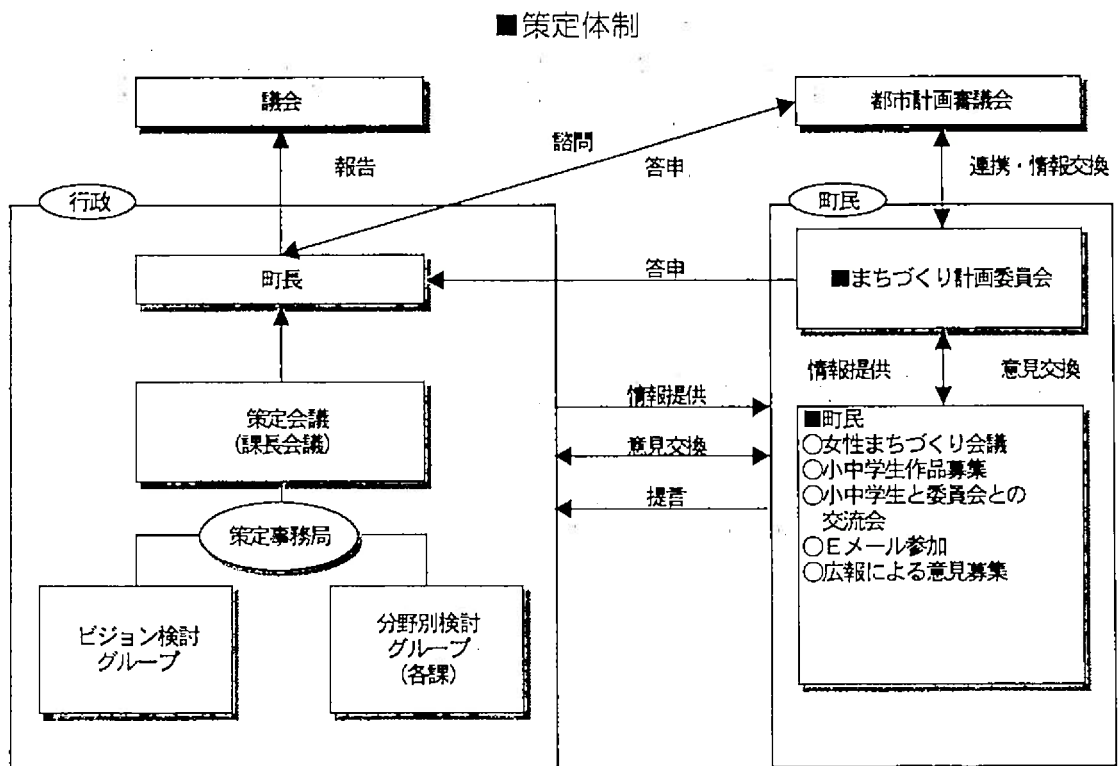 ■策定体制
議会
都市計画審議会
諮問
報告
答申
連携・情報交換
行政
町民
町長
答申
■まちづくり計画委員会
情報提供
意見交換
策定会議
(課長会議)
情報提供
意見交換
提言
■町民
○女性まちづくり会議
○小中学生作品募集
○小中学生と委員会との
交流会
○Eメール参加
○広報による意見募集
策定事務局
ビジョン検討
グループ
分野別検討
グループ
(各課)